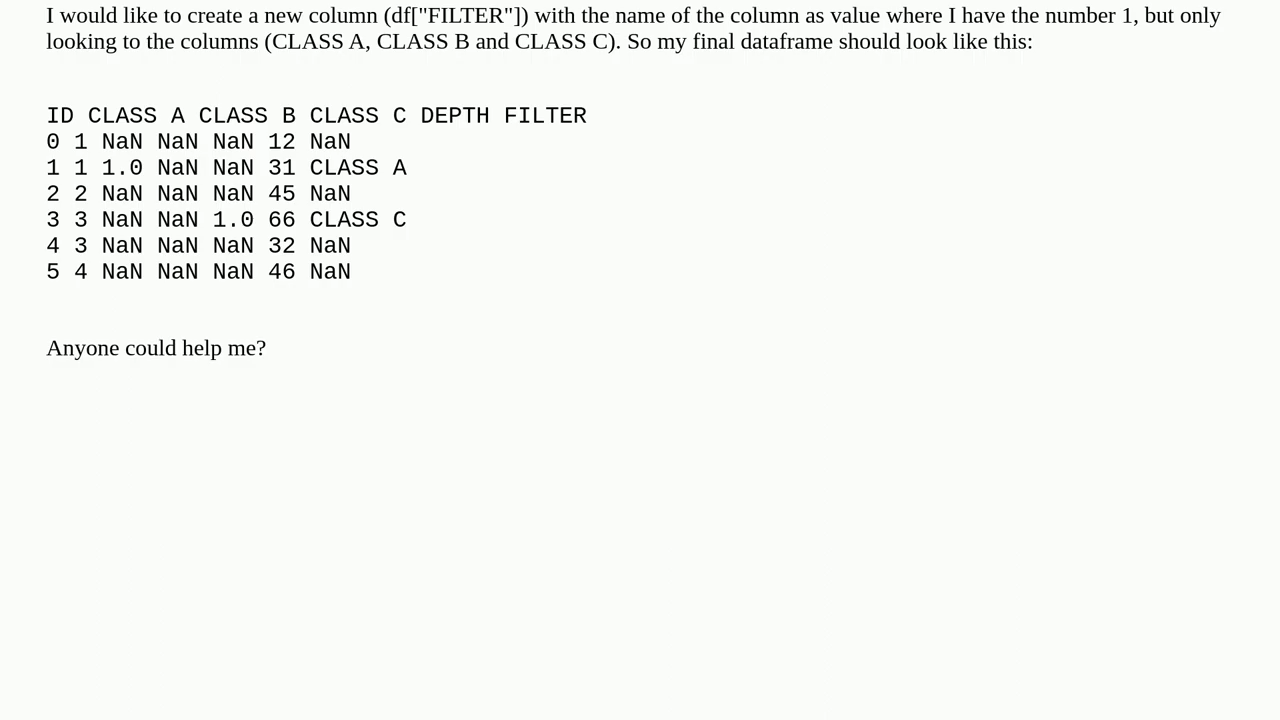 I would like to create a new column (df["FILTER"]) with the name of the column as value where I have the number 1, but only
looking to the columns (CLASS A, CLASS B and CLASS C). So my final dataframe should look like this:
ID CLASS A CLASS B CLASS C DEPTH FILTER
0 1 NaN NaN NaN 12 NaN
1 1 1.0 NaN NaN 31 CLASS A
2 2 NaN NaN NaN 45 NaN
3 3 NaN NaN 1.0 66 CLASS C
4 3 NaN NaN NaN 32 NaN
5 4 NaN NaN NaN 46 NaN
Anyone could help me?